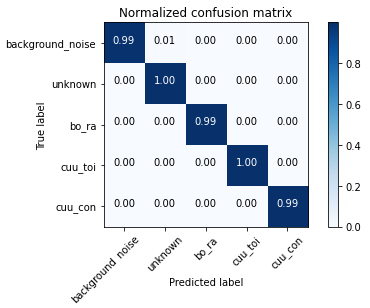 Normalized confusion matrix
True label
background_noise 0.99 0.01 0.00 0.00 0.00
unknown 0.00 1.00 0.00 0.00 0.00
bo_ra 0.00 0.00 0.99 0.00 0.00
cuu_toi 0.00 0.00 0.00 1.00 0.00
cuu_con 0.00 0.00 0.00 0.00 0.99
background_noise unknown bo_ra cuu_toi cuu_con
Predicted label
0.8
0.6
0.4
0.2
0.0